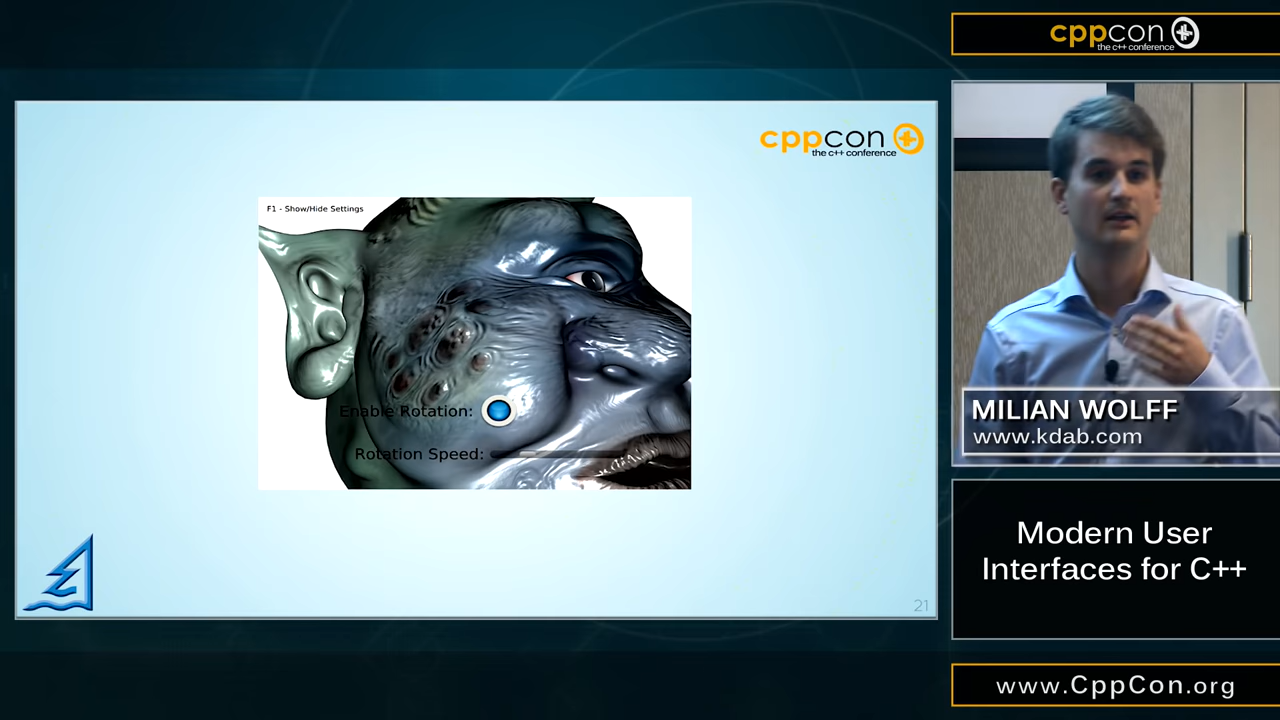 cppcon
the c++ conference
F1 - Show/Hide Settings
Enable Rotation:
Rotation Speed:
21
cppcon
the c++ conference
MILIAN WOLFF
www.kdab.com
Modern User
Interfaces for C++
www.CppCon.org